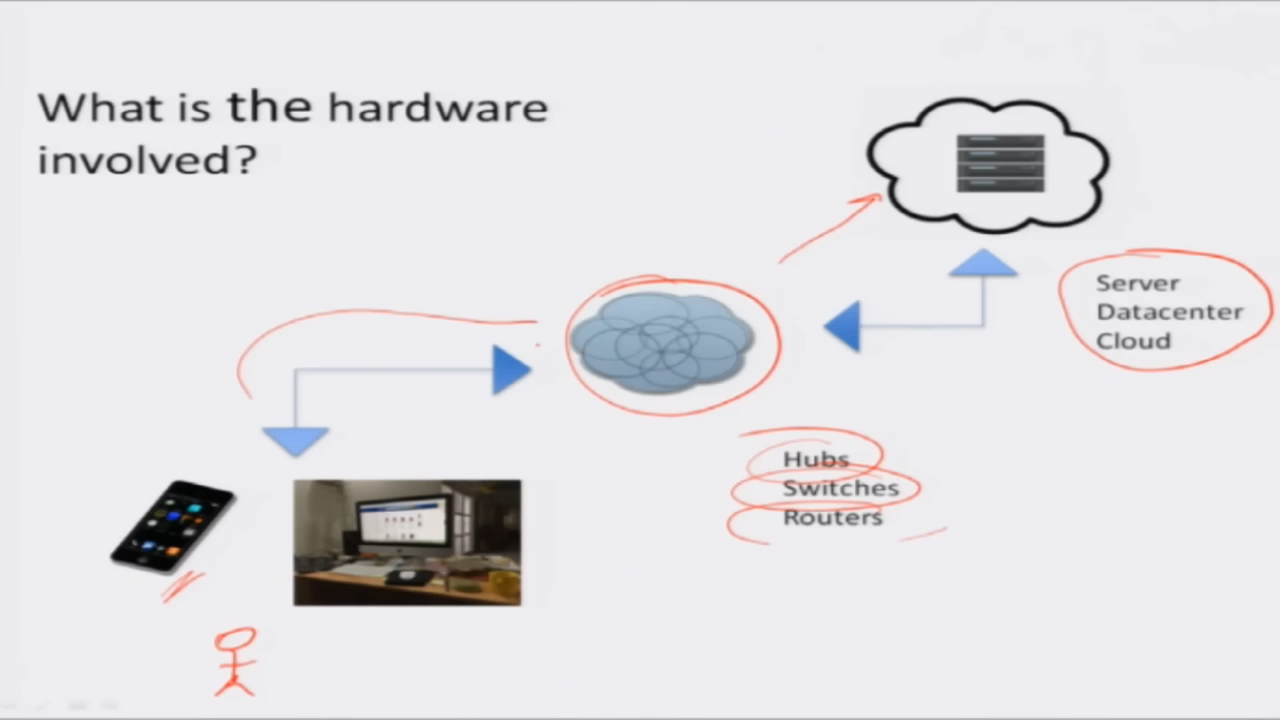 What is the hardware
involved?
Server
Datacenter
Cloud
Hubs
Switches
Routers